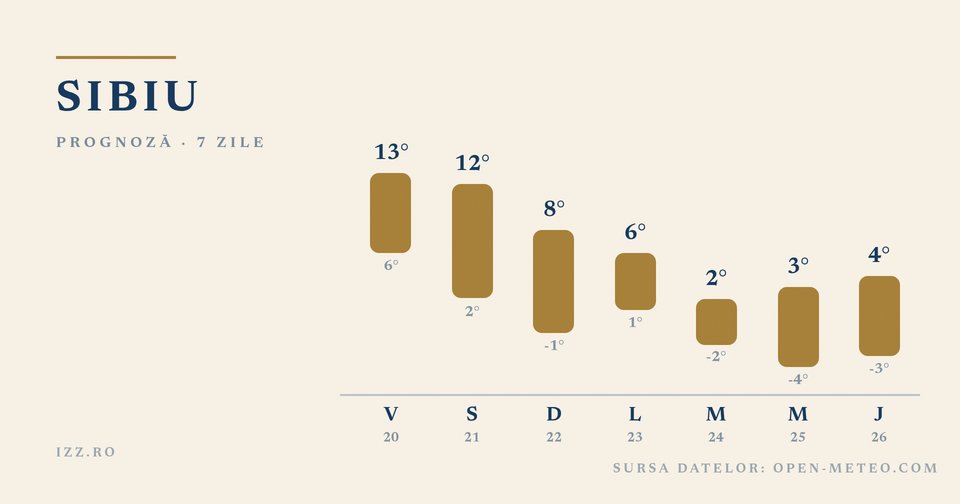 SIBIU
PROGNOZĂ · 7 ZILE
13° 12° 8° 6° 2° 3° 4°
6° 2° -1° 1° -2° -4° -3°
V S D L M M J
20 21 22 23 24 25 26
IZZ.RO
SURSA DATELOR: OPEN-METEO.COM